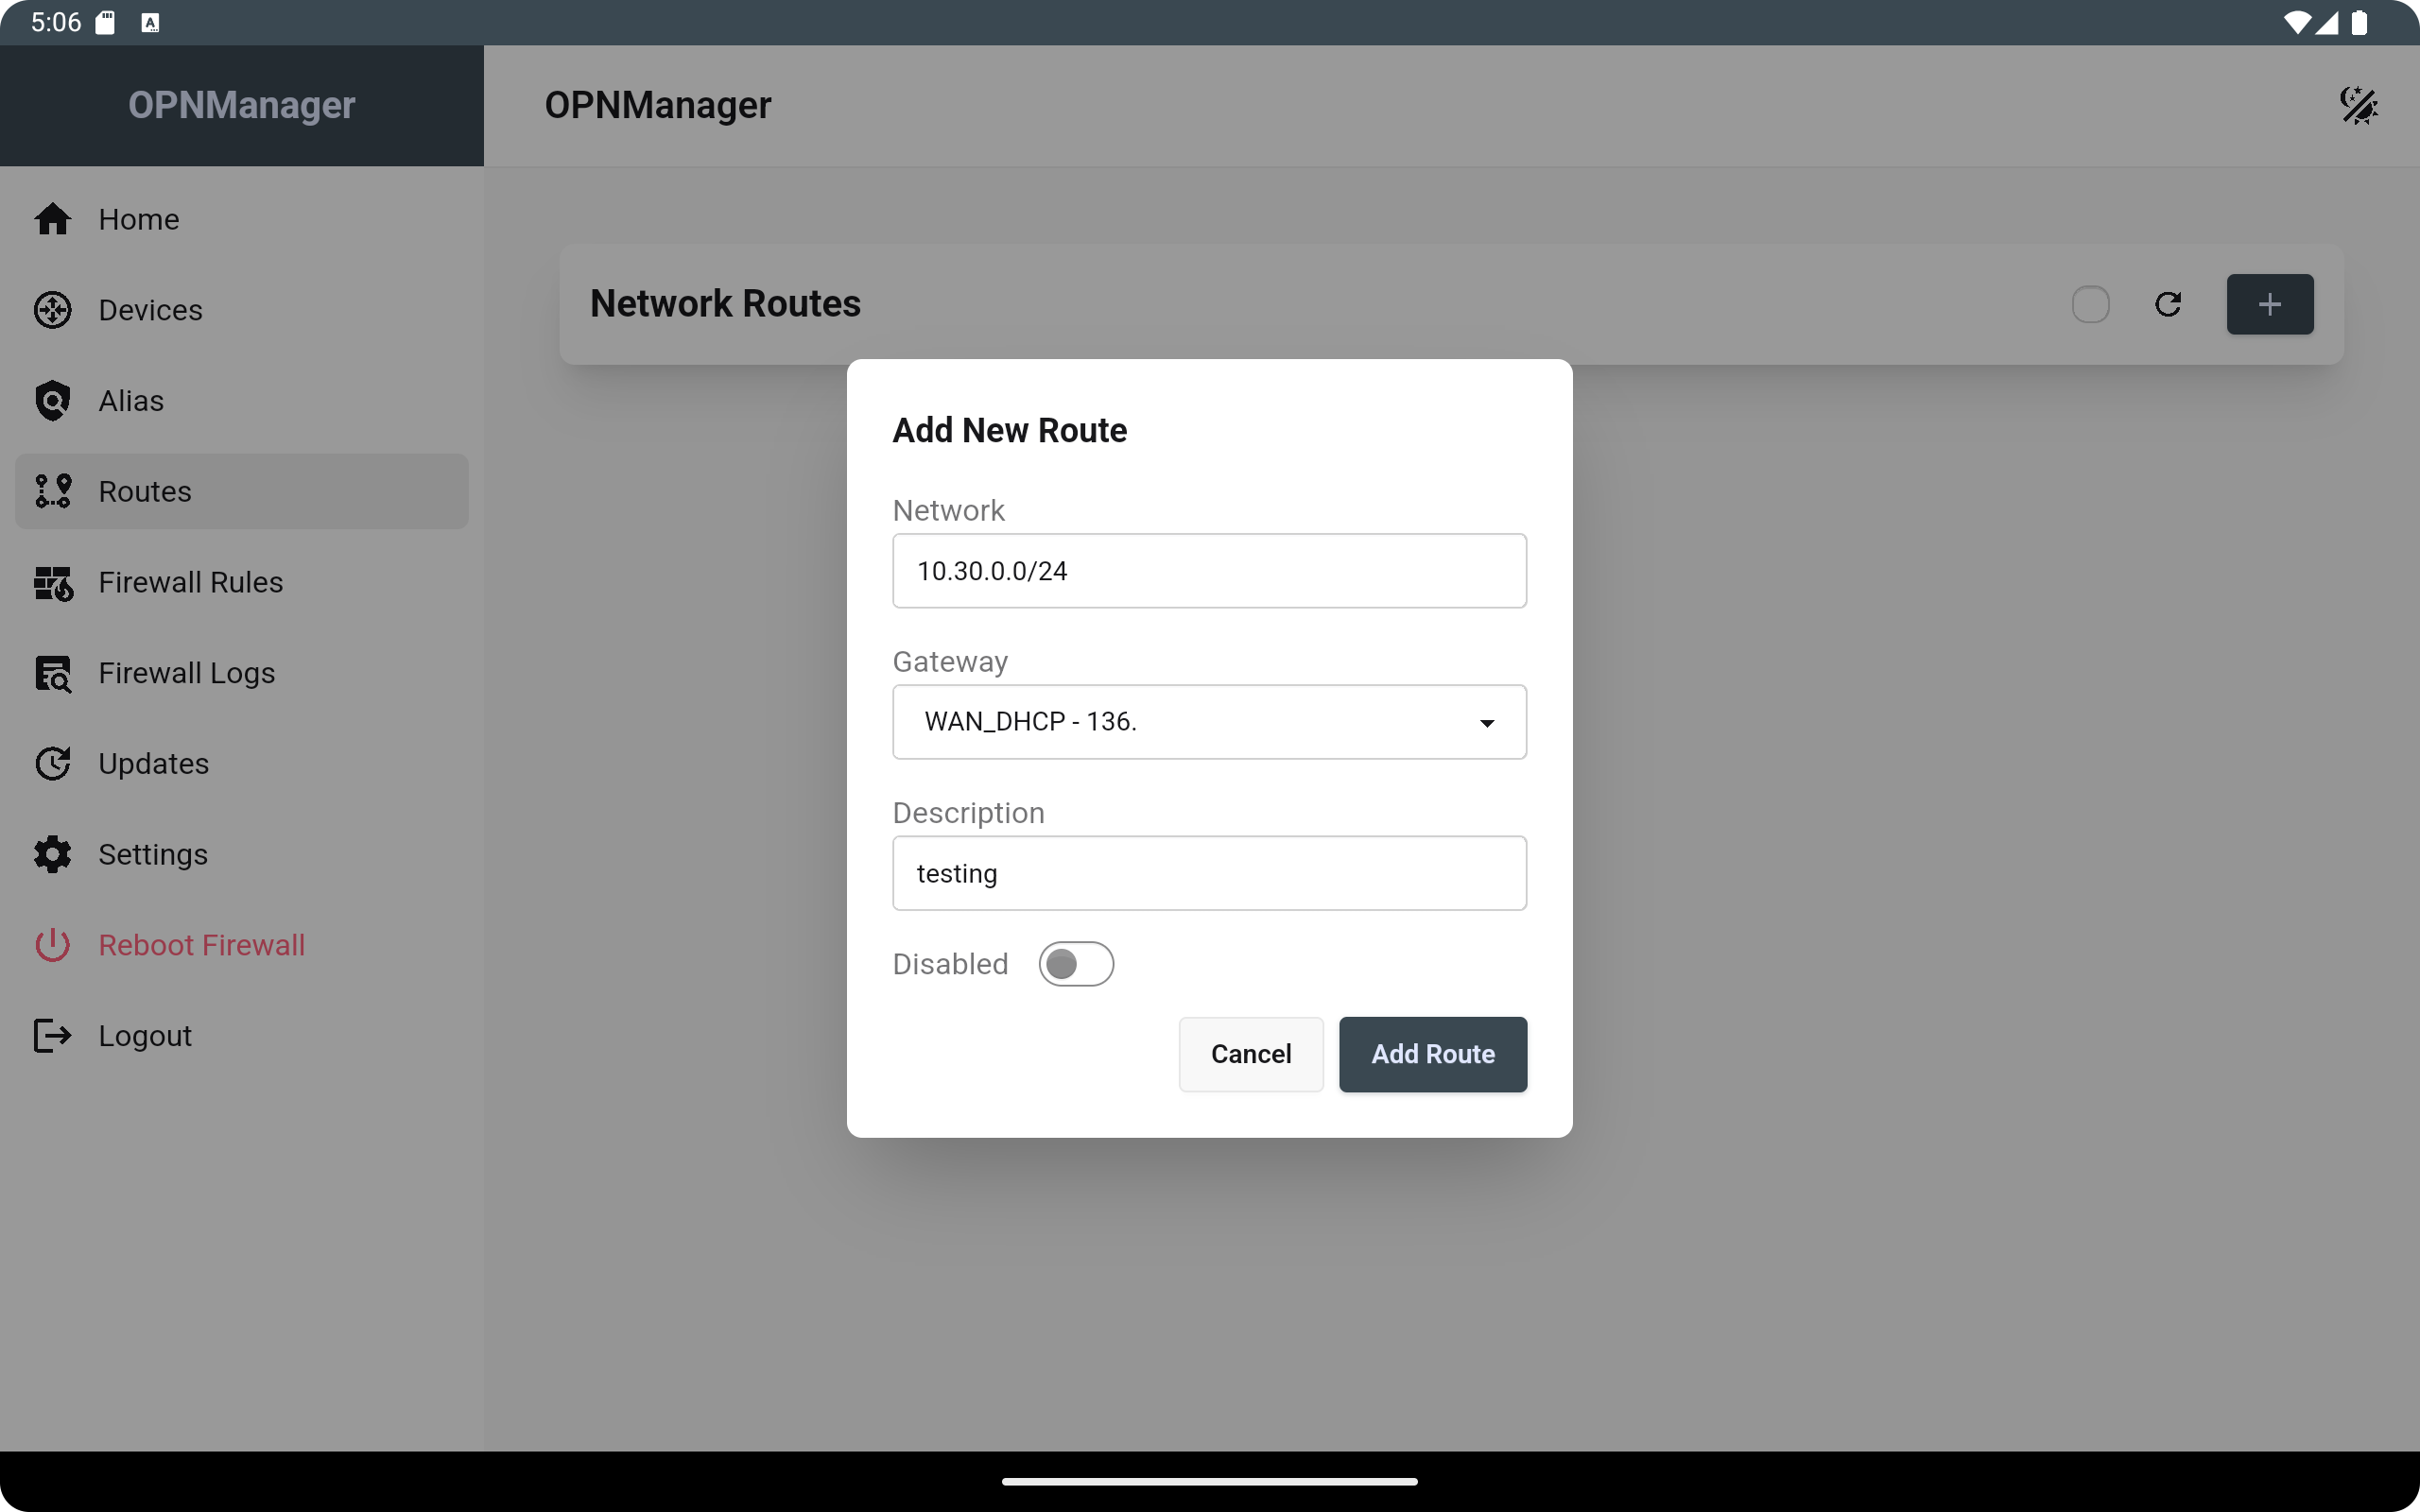 5:06
OPNManager
OPNManager
Home
Devices
Alias
Routes
Firewall Rules
Firewall Logs
Updates
Settings
Reboot Firewall
Logout
Network Routes
Add New Route
Network
10.30.0.0/24
Gateway
WAN_DHCP - 136.
Description
testing
Disabled
Cancel
Add Route